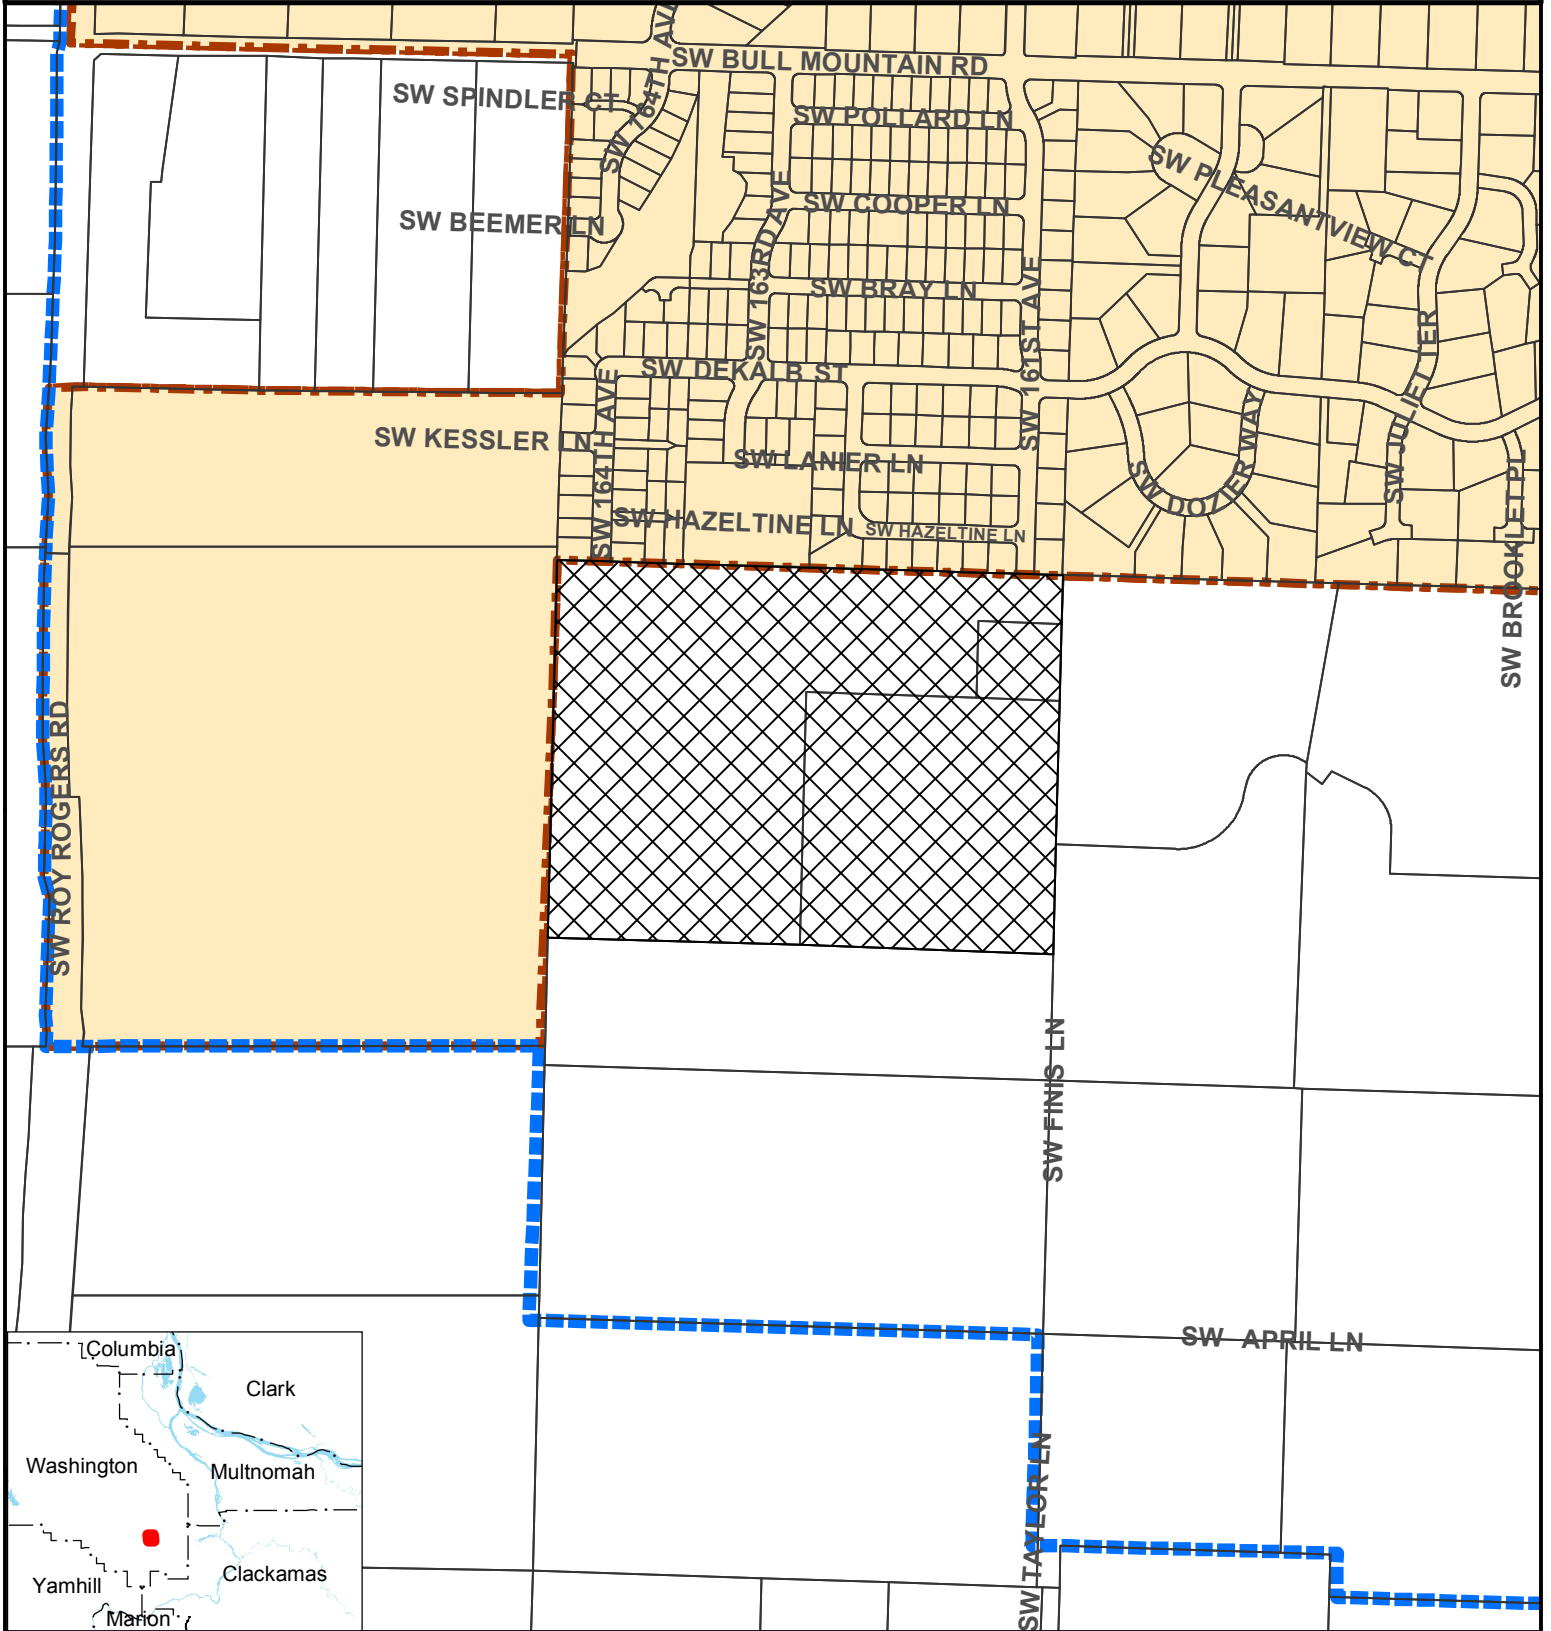 SW BULL MOUNTAIN RD
SW 164TH AVE
SW SPINDLER CT
SW POLLARD LN
SW PLEASANTVIEW CT
SW COOPER LN
SW BEEMER LN
SW 163RD AVE
SW BRAY LN
SW 161ST AVE
SW JULIET TER
SW DEKALB ST
SW 164TH AVE
SW KESSLER LN
SW LANIER LN
SW DOZIER WAY
SW HAZELTINE LN
SW HAZELTINE LN
SW BROOKLET PL
SW ROY ROGERS RD
SW FINIS LN
SW APRIL LN
SW TAYLOR LN
Columbia
Clark
Washington
Multnomah
Yamhill
Clackamas
Marion